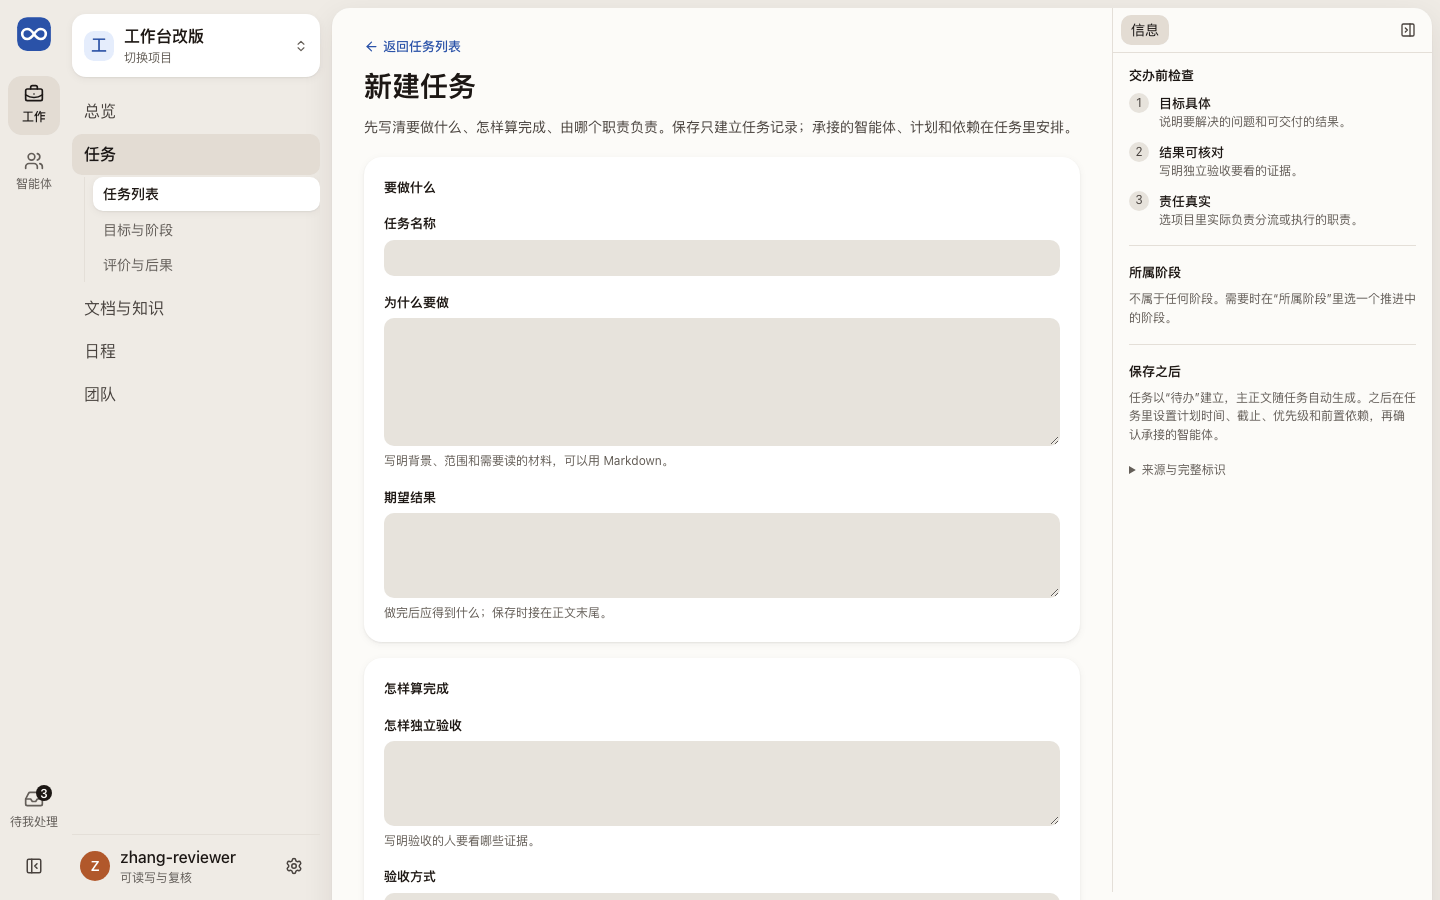 工作
智能体
3
待我处理
工
工作台改版
切换项目
总览
任务
任务列表
目标与阶段
评价与后果
文档与知识
日程
团队
Z
zhang-reviewer
可读写与复核
返回任务列表
新建任务
先写清要做什么、怎样算完成、由哪个职责负责。保存只建立任务记录；承接的智能体、计划和依赖在任务里安排。
要做什么
任务名称
为什么要做
写明背景、范围和需要读的材料，可以用 Markdown。
期望结果
做完后应得到什么；保存时接在正文末尾。
怎样算完成
怎样独立验收
写明验收的人要看哪些证据。
验收方式
信息
交办前检查
1
目标具体
说明要解决的问题和可交付的结果。
2
结果可核对
写明独立验收要看的证据。
3
责任真实
选项目里实际负责分流或执行的职责。
所属阶段
不属于任何阶段。需要时在“所属阶段”里选一个推进中
的阶段。
保存之后
任务以“待办”建立，主正文随任务自动生成。之后在任
务里设置计划时间、截止、优先级和前置依赖，再确
认承接的智能体。
来源与完整标识